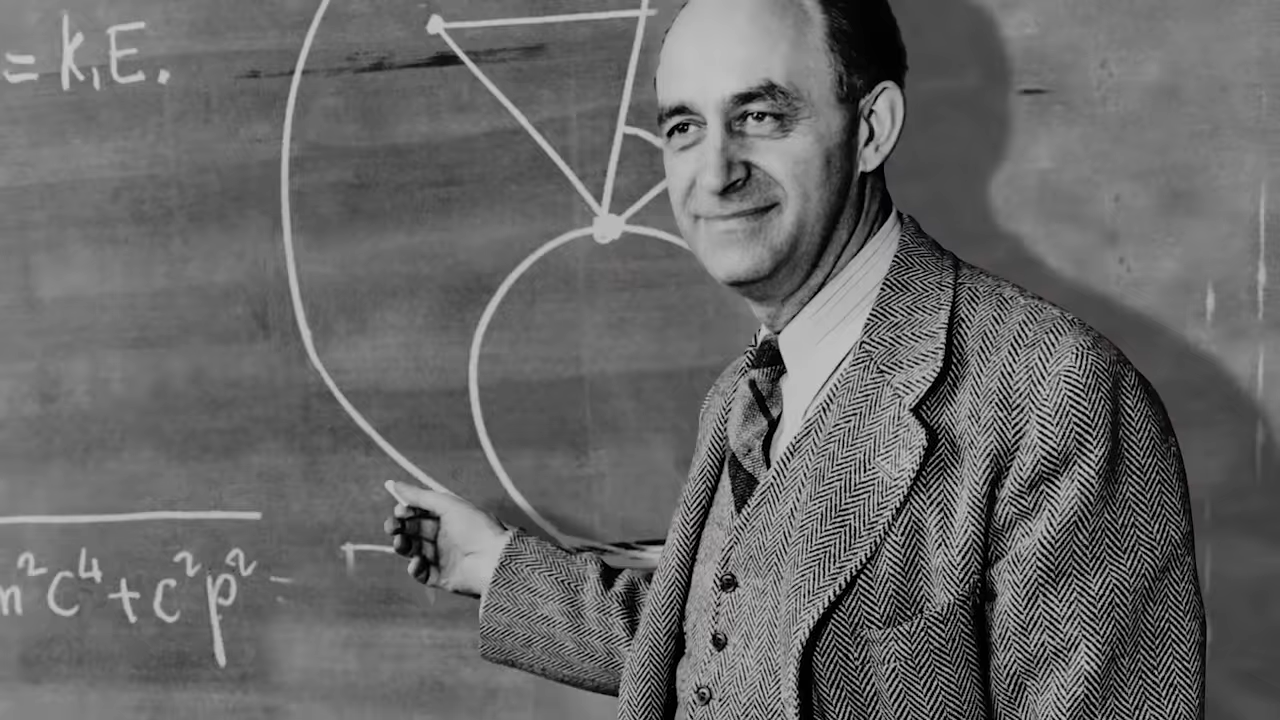 = k₁E.
m²c⁴+c²p²